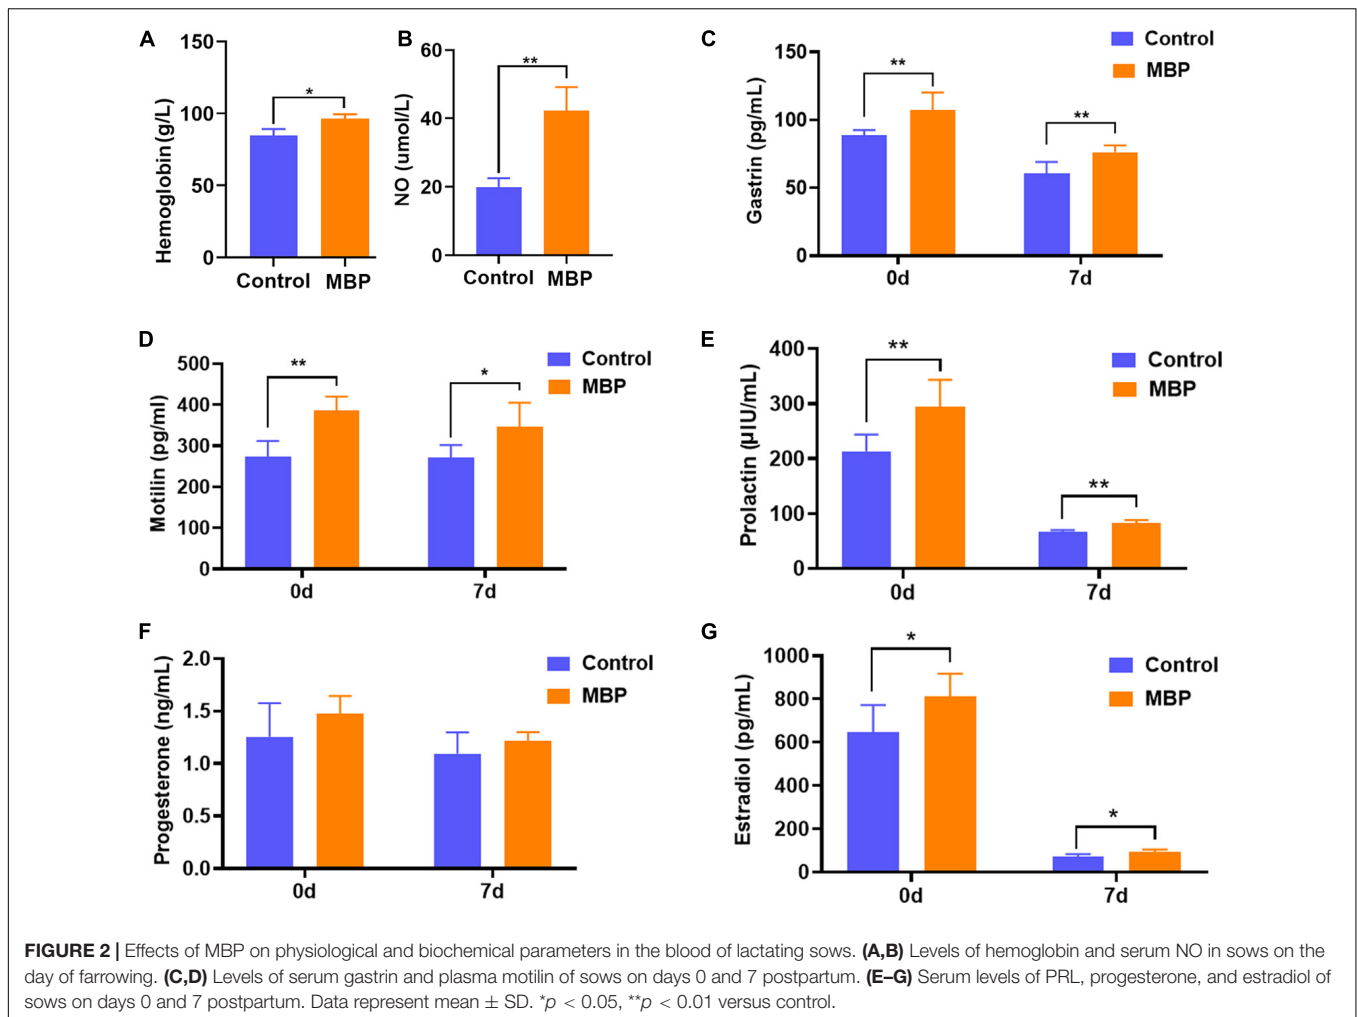 A
Hemoglobin (g/L)
150
100
50
0
*
Control MBP
B
NO (umol/L)
60
40
20
0
**
Control MBP
C
Gastrin (pg/mL)
150
100
50
0
**
**
0d 7d
Control
MBP
D
Motilin (pg/ml)
500
400
300
200
100
0
**
*
0d 7d
Control
MBP
E
Prolactin (µIU/mL)
400
300
200
100
0
**
**
0d 7d
Control
MBP
F
Progesterone (ng/mL)
2.0
1.5
1.0
0.5
0.0
0d 7d
Control
MBP
G
Estradiol (pg/mL)
1000
800
600
400
200
0
*
*
0d 7d
Control
MBP
FIGURE 2 | Effects of MBP on physiological and biochemical parameters in the blood of lactating sows. (A,B) Levels of hemoglobin and serum NO in sows on the
day of farrowing. (C,D) Levels of serum gastrin and plasma motilin of sows on days 0 and 7 postpartum. (E–G) Serum levels of PRL, progesterone, and estradiol of
sows on days 0 and 7 postpartum. Data represent mean ± SD. *p < 0.05, **p < 0.01 versus control.